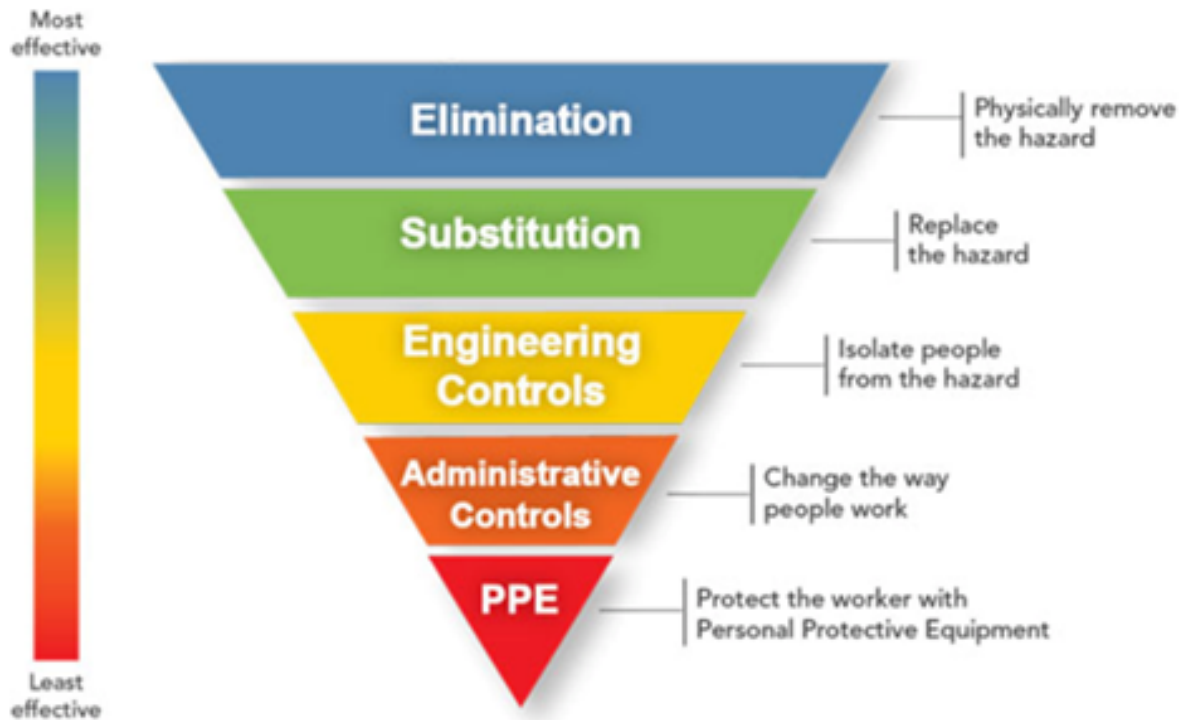 Most
effective
Elimination
Physically remove
the hazard
Substitution
Replace
the hazard
Engineering
Controls
Isolate people
from the hazard
Administrative
Controls
Change the way
people work
PPE
Protect the worker with
Personal Protective Equipment
Least
effective